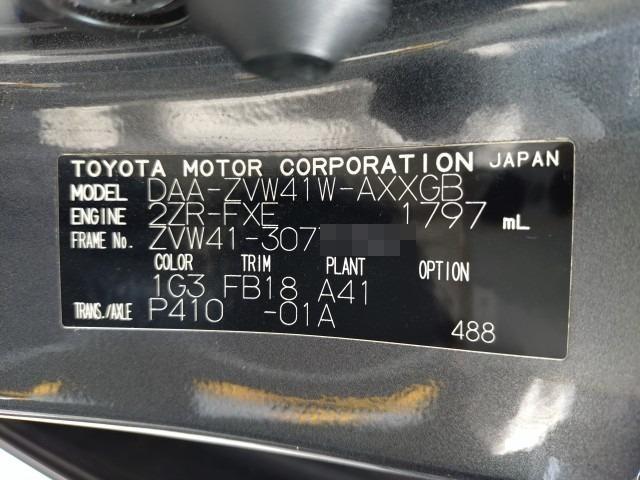 TOYOTA MOTOR CORPORATION JAPAN
MODEL DAA-ZVW41W-AXXGB
ENGINE 2ZR-FXE 1797 mL
FRAME No. ZVW41-307
COLOR TRIM PLANT OPTION
1G3 FB18 A41
TRANS./AXLE P410 -01A
488